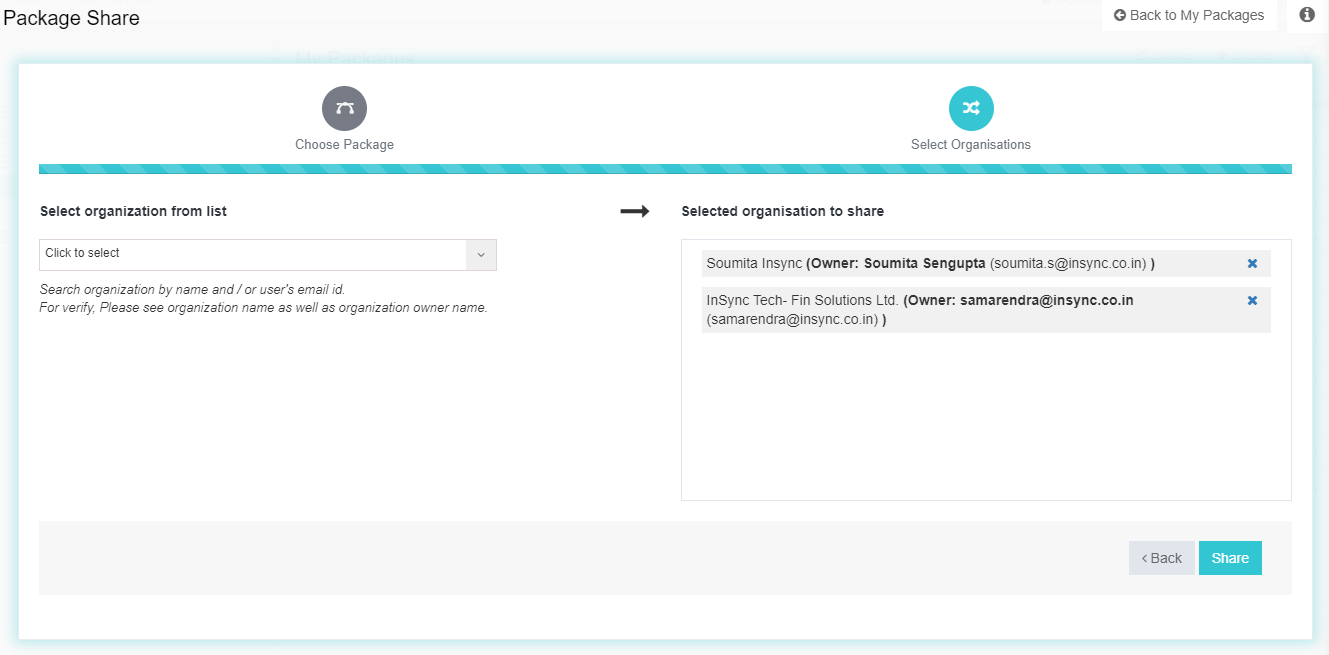 Package Share
Back to My Packages
My Packages
Choose Package
Select Organisations
Select organization from list
Selected organisation to share
Click to select
Search organization by name and / or user's email id.
For verify, Please see organization name as well as organization owner name.
Soumita Insync (Owner: Soumita Sengupta (soumita.s@insync.co.in) )
InSync Tech- Fin Solutions Ltd. (Owner: samarendra@insync.co.in
(samarendra@insync.co.in) )
Back
Share